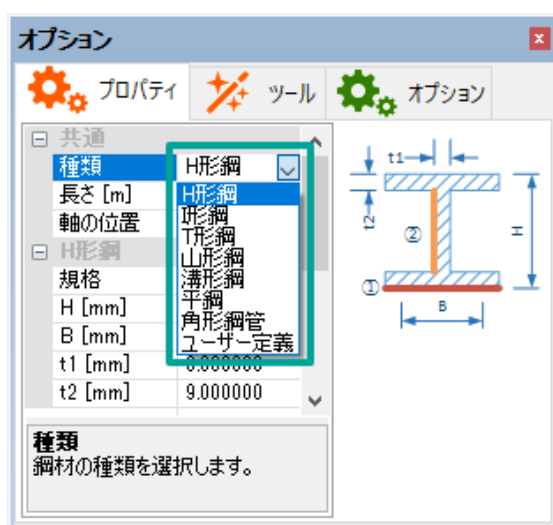 オプション
プロパティ ツール オプション
共通
種類 H形鋼
長さ [m]
軸の位置
H形鋼
規格
H [mm]
B [mm]
t1 [mm]
t2 [mm] 9.000000
H形鋼
I形鋼
T形鋼
山形鋼
溝形鋼
平鋼
角形鋼管
ユーザー定義
種類
鋼材の種類を選択します。
t1
t2
②
H
①
B